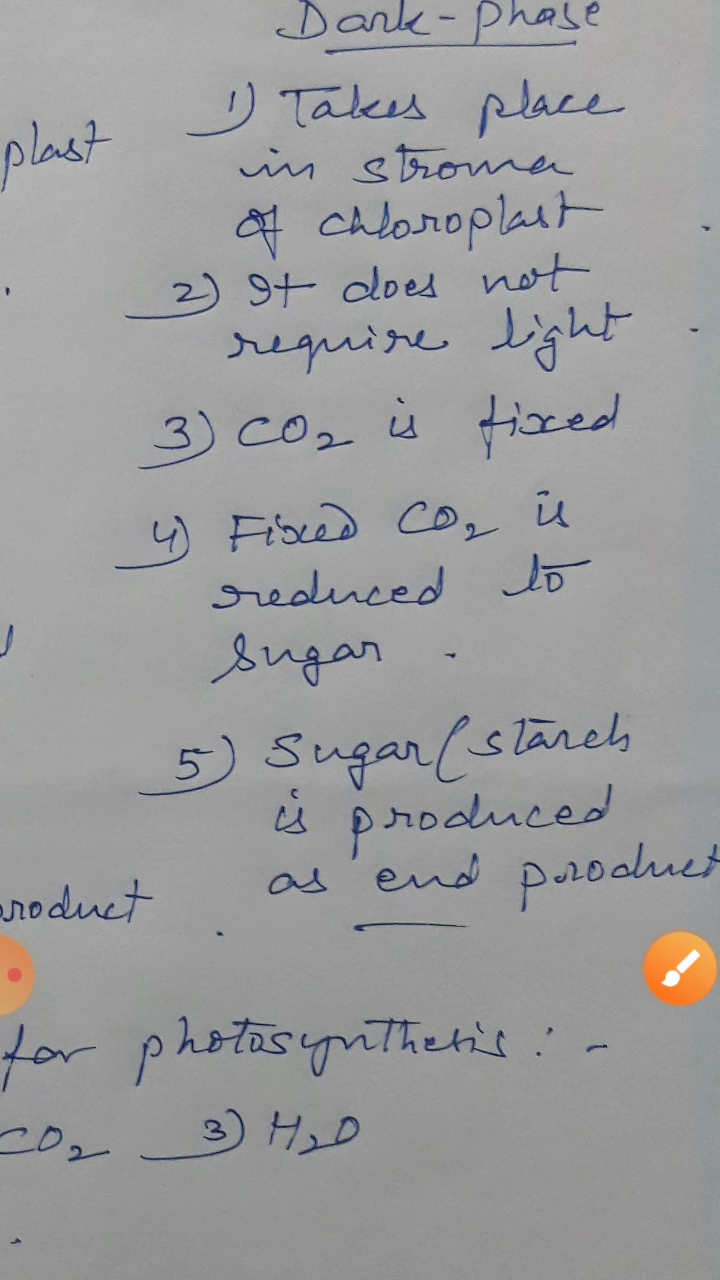 Dark-phase
1) Takes place
plast
in stroma
of chloroplast
2) It does not
require light
3) CO₂ is fixed
4) Fixed CO₂ is
reduced to
sugar.
5) Sugar (starch
is produced
as end product
product.
for photosynthesis:-
CO₂ 3) H₂O